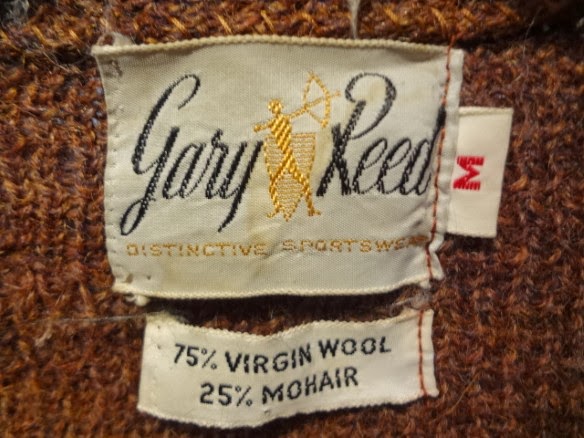 Gary Reed
DISTINCTIVE SPORTSWEAR
M
75% VIRGIN WOOL
25% MOHAIR